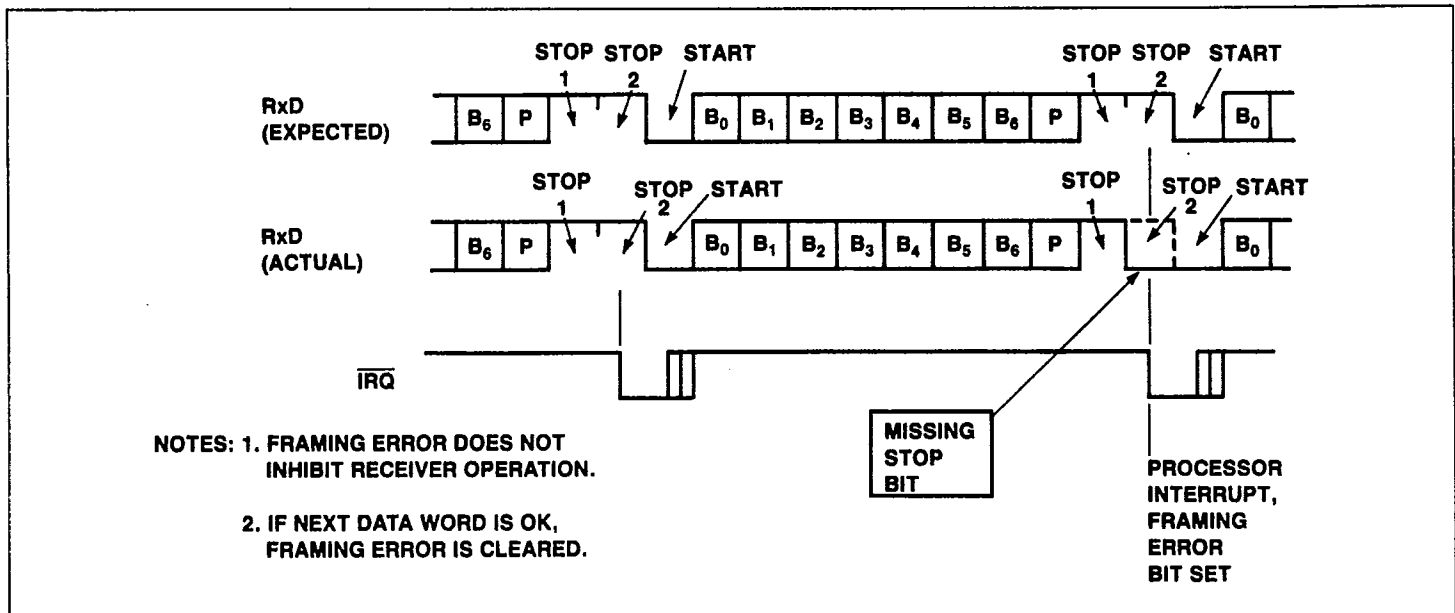 STOP STOP START
1 2
STOP STOP START
1 2
RxD
(EXPECTED)
B6 P B0 B1 B2 B3 B4 B5 B6 P B0
STOP STOP START
1 2
STOP STOP START
1 2
RxD
(ACTUAL)
B6 P B0 B1 B2 B3 B4 B5 B6 P B0
IRQ
NOTES: 1. FRAMING ERROR DOES NOT
INHIBIT RECEIVER OPERATION.
2. IF NEXT DATA WORD IS OK,
FRAMING ERROR IS CLEARED.
MISSING
STOP
BIT
PROCESSOR
INTERRUPT,
FRAMING
ERROR
BIT SET